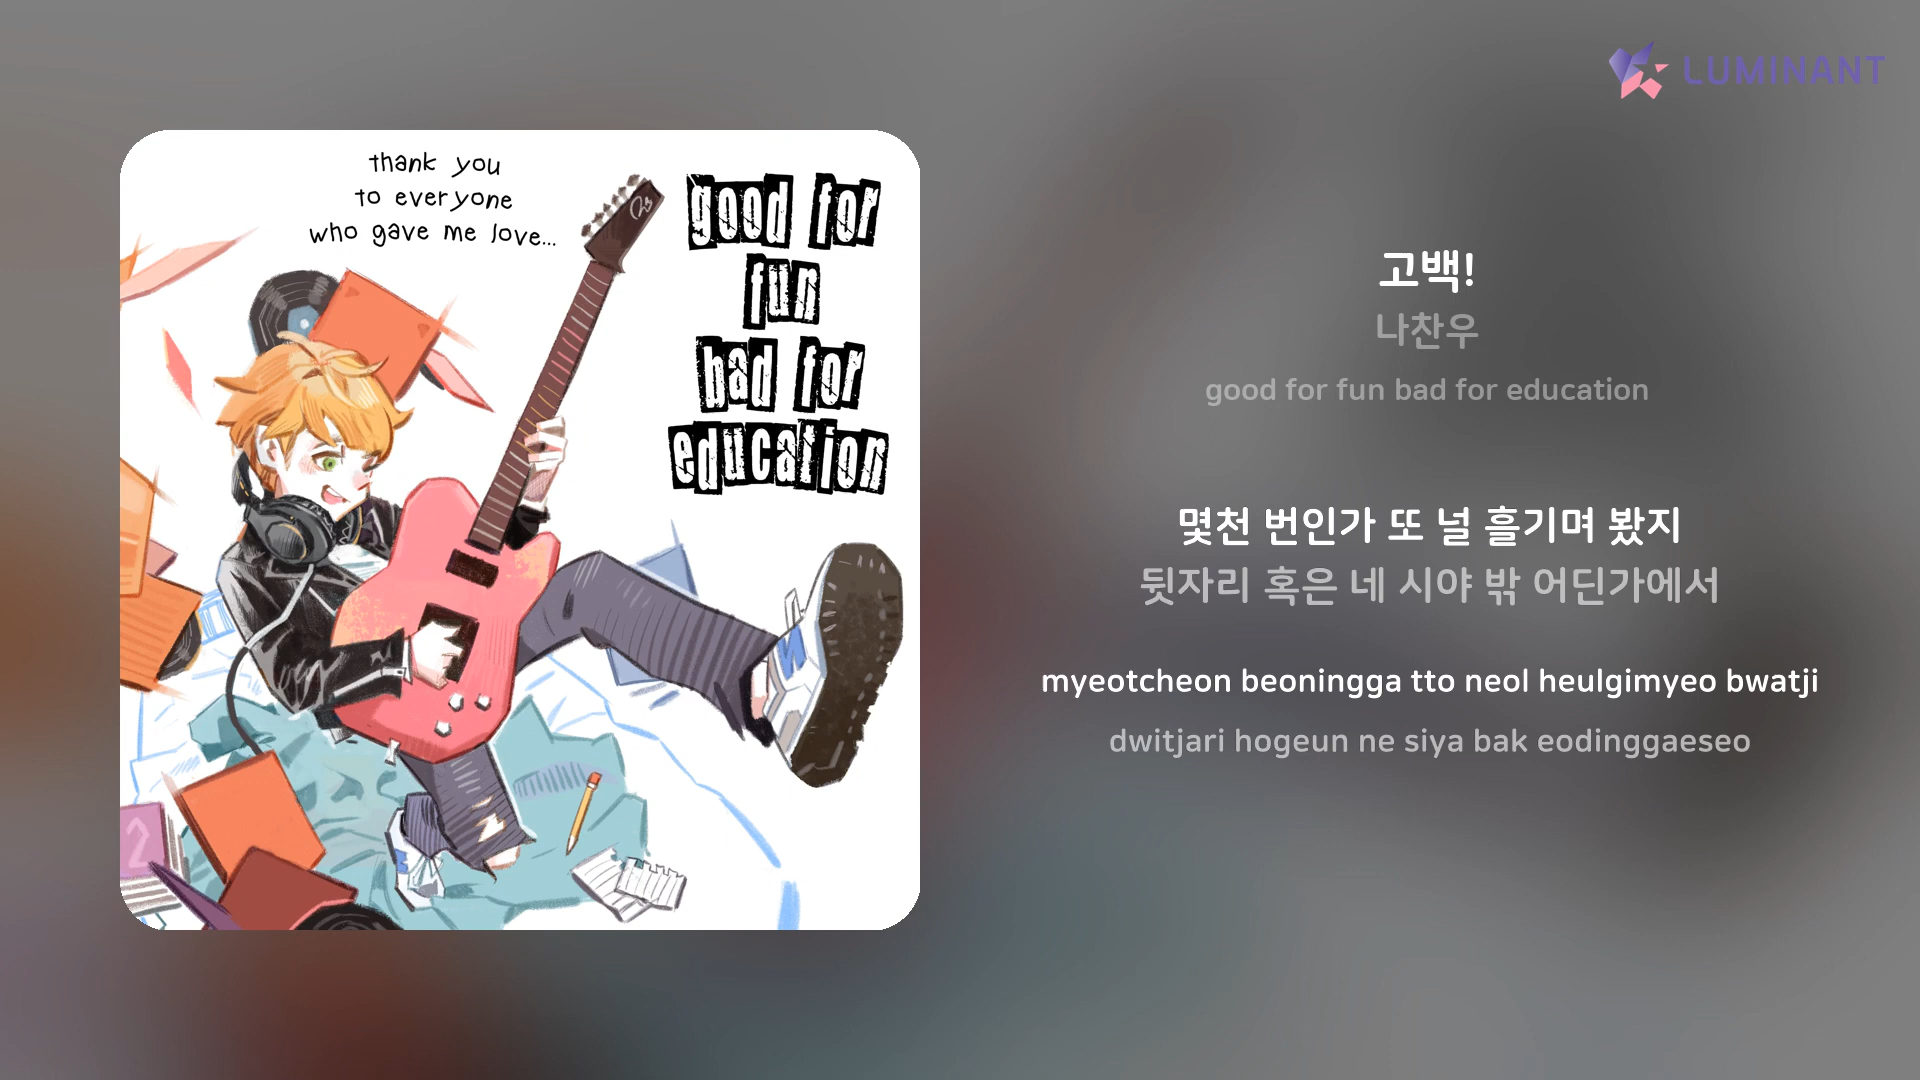 thank you
to everyone
who gave me love...
good for
fun
bad for
education
2
LUMINANT
고백!
나찬우
good for fun bad for education
몇천 번인가 또 널 흘기며 봤지
뒷자리 혹은 네 시야 밖 어딘가에서
myeotcheon beoningga tto neol heulgimyeo bwatji
dwitjari hogeun ne siya bak eodinggaeseo